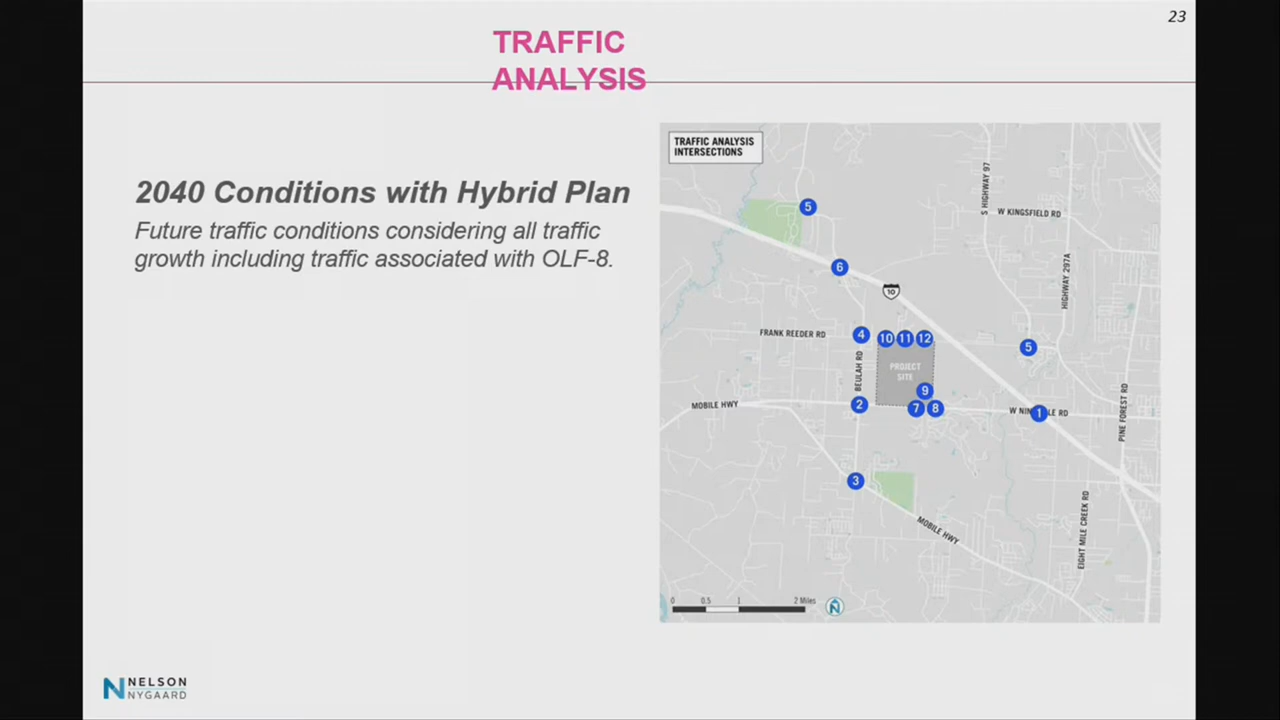 23
TRAFFIC
ANALYSIS
2040 Conditions with Hybrid Plan
Future traffic conditions considering all traffic
growth including traffic associated with OLF-8.
TRAFFIC ANALYSIS
INTERSECTIONS
S HIGHWAY 97
W KINGSFIELD RD
5
6
HIGHWAY 297A
10
FRANK REEDER RD
4
10
11
12
5
PROJECT
SITE
BEULAH RD
9
MOBILE HWY
2
7
8
1
PINE FOREST RD
3
MOBILE HWY
EIGHT MILE CREEK RD
0
0.5
1
2 Miles
N
NELSON
NYGAARD